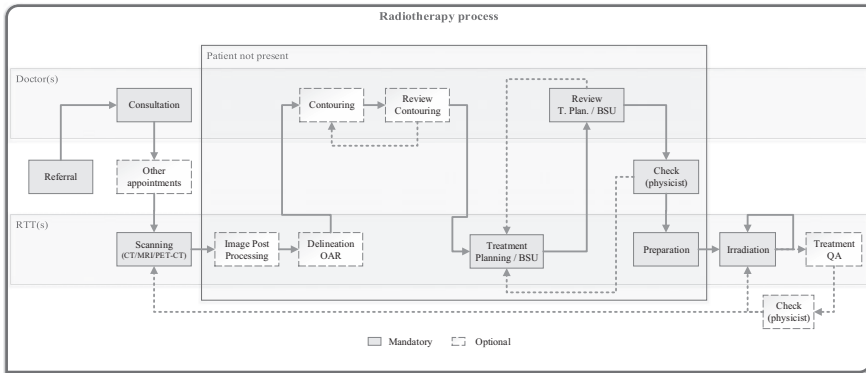 Radiotherapy process
Patient not present
Doctor(s)
Consultation
Contouring
Review
Contouring
Review
T. Plan. / BSU
Referral
Other
appointments
Check
(physicist)
RTT(s)
Scanning
(CT/MRI/PET-CT)
Image Post
Processing
Delineation
OAR
Treatment
Planning / BSU
Preparation
Irradiation
Treatment
QA
Check
(physicist)
Mandatory
Optional